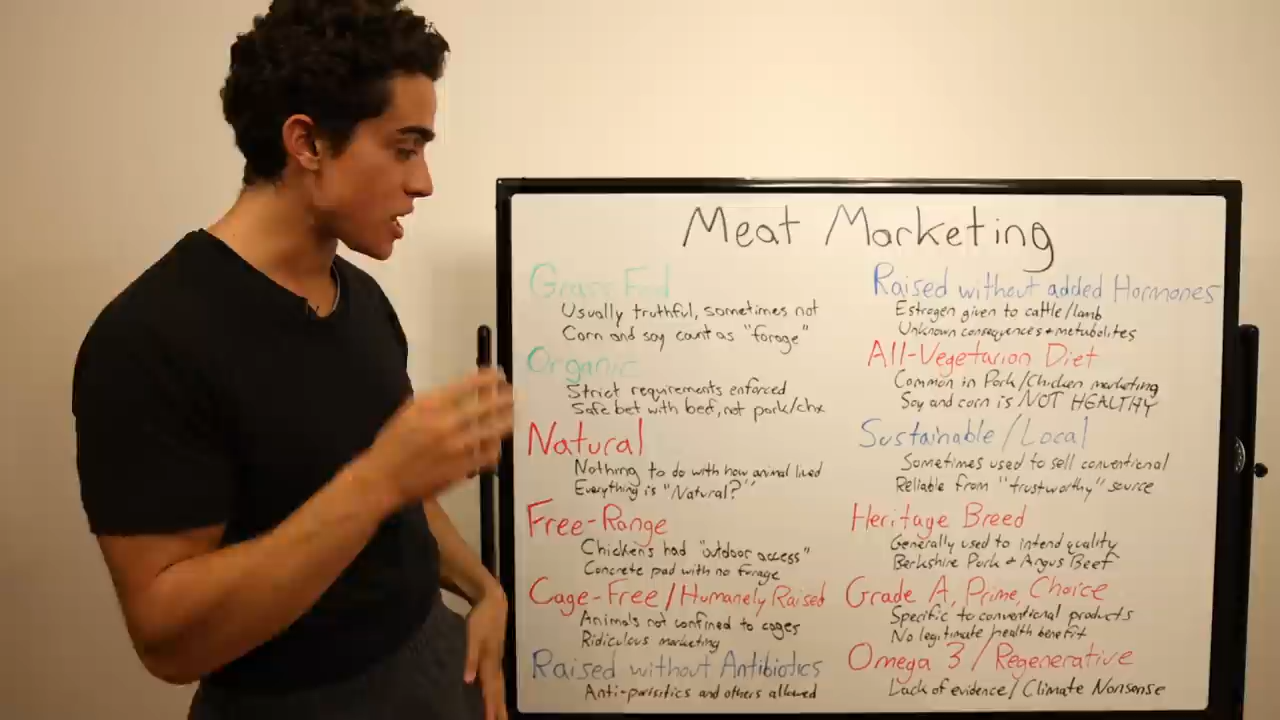 Meat Marketing
Grass Fed
Usually truthful, sometimes not
Corn and soy count as "forage"
Organic
Strict requirements enforced
Safe bet with beef, not pork/chx
Natural
Nothing to do with how animal lived
Everything is "Natural?"
Free-Range
Chickens had "outdoor access"
Concrete pad with no forage
Cage-Free / Humanely Raised
Animals not confined to cages
Ridiculous marketing
Raised without Antibiotics
Anti-parisitics and others allowed
Raised without added Hormones
Estrogen given to cattle/lamb
Unknown consequences + metabolites
All-Vegetarian Diet
Common in Pork/Chicken marketing
Soy and corn is NOT HEALTHY
Sustainable / Local
Sometimes used to sell conventional
Reliable from "trustworthy" source
Heritage Breed
Generally used to intend quality
Berkshire Pork + Angus Beef
Grade A, Prime, Choice
Specific to conventional products
No legitimate health benefit
Omega 3 / Regenerative
Lack of evidence / Climate Nonsense